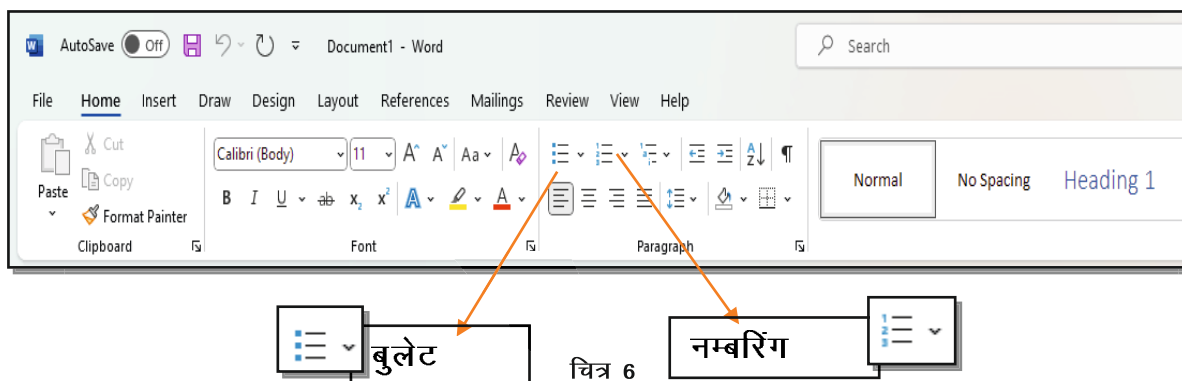 AutoSave Off Document1 - Word Search
File Home Insert Draw Design Layout References Mailings Review View Help
Cut
Copy
Format Painter
Paste
Clipboard
Calibri (Body) 11 A A Aa A
B I U ab x2 x2 A A
Font
Paragraph
Normal No Spacing Heading 1
बुलेट
चित्र 6
नम्बरिंग